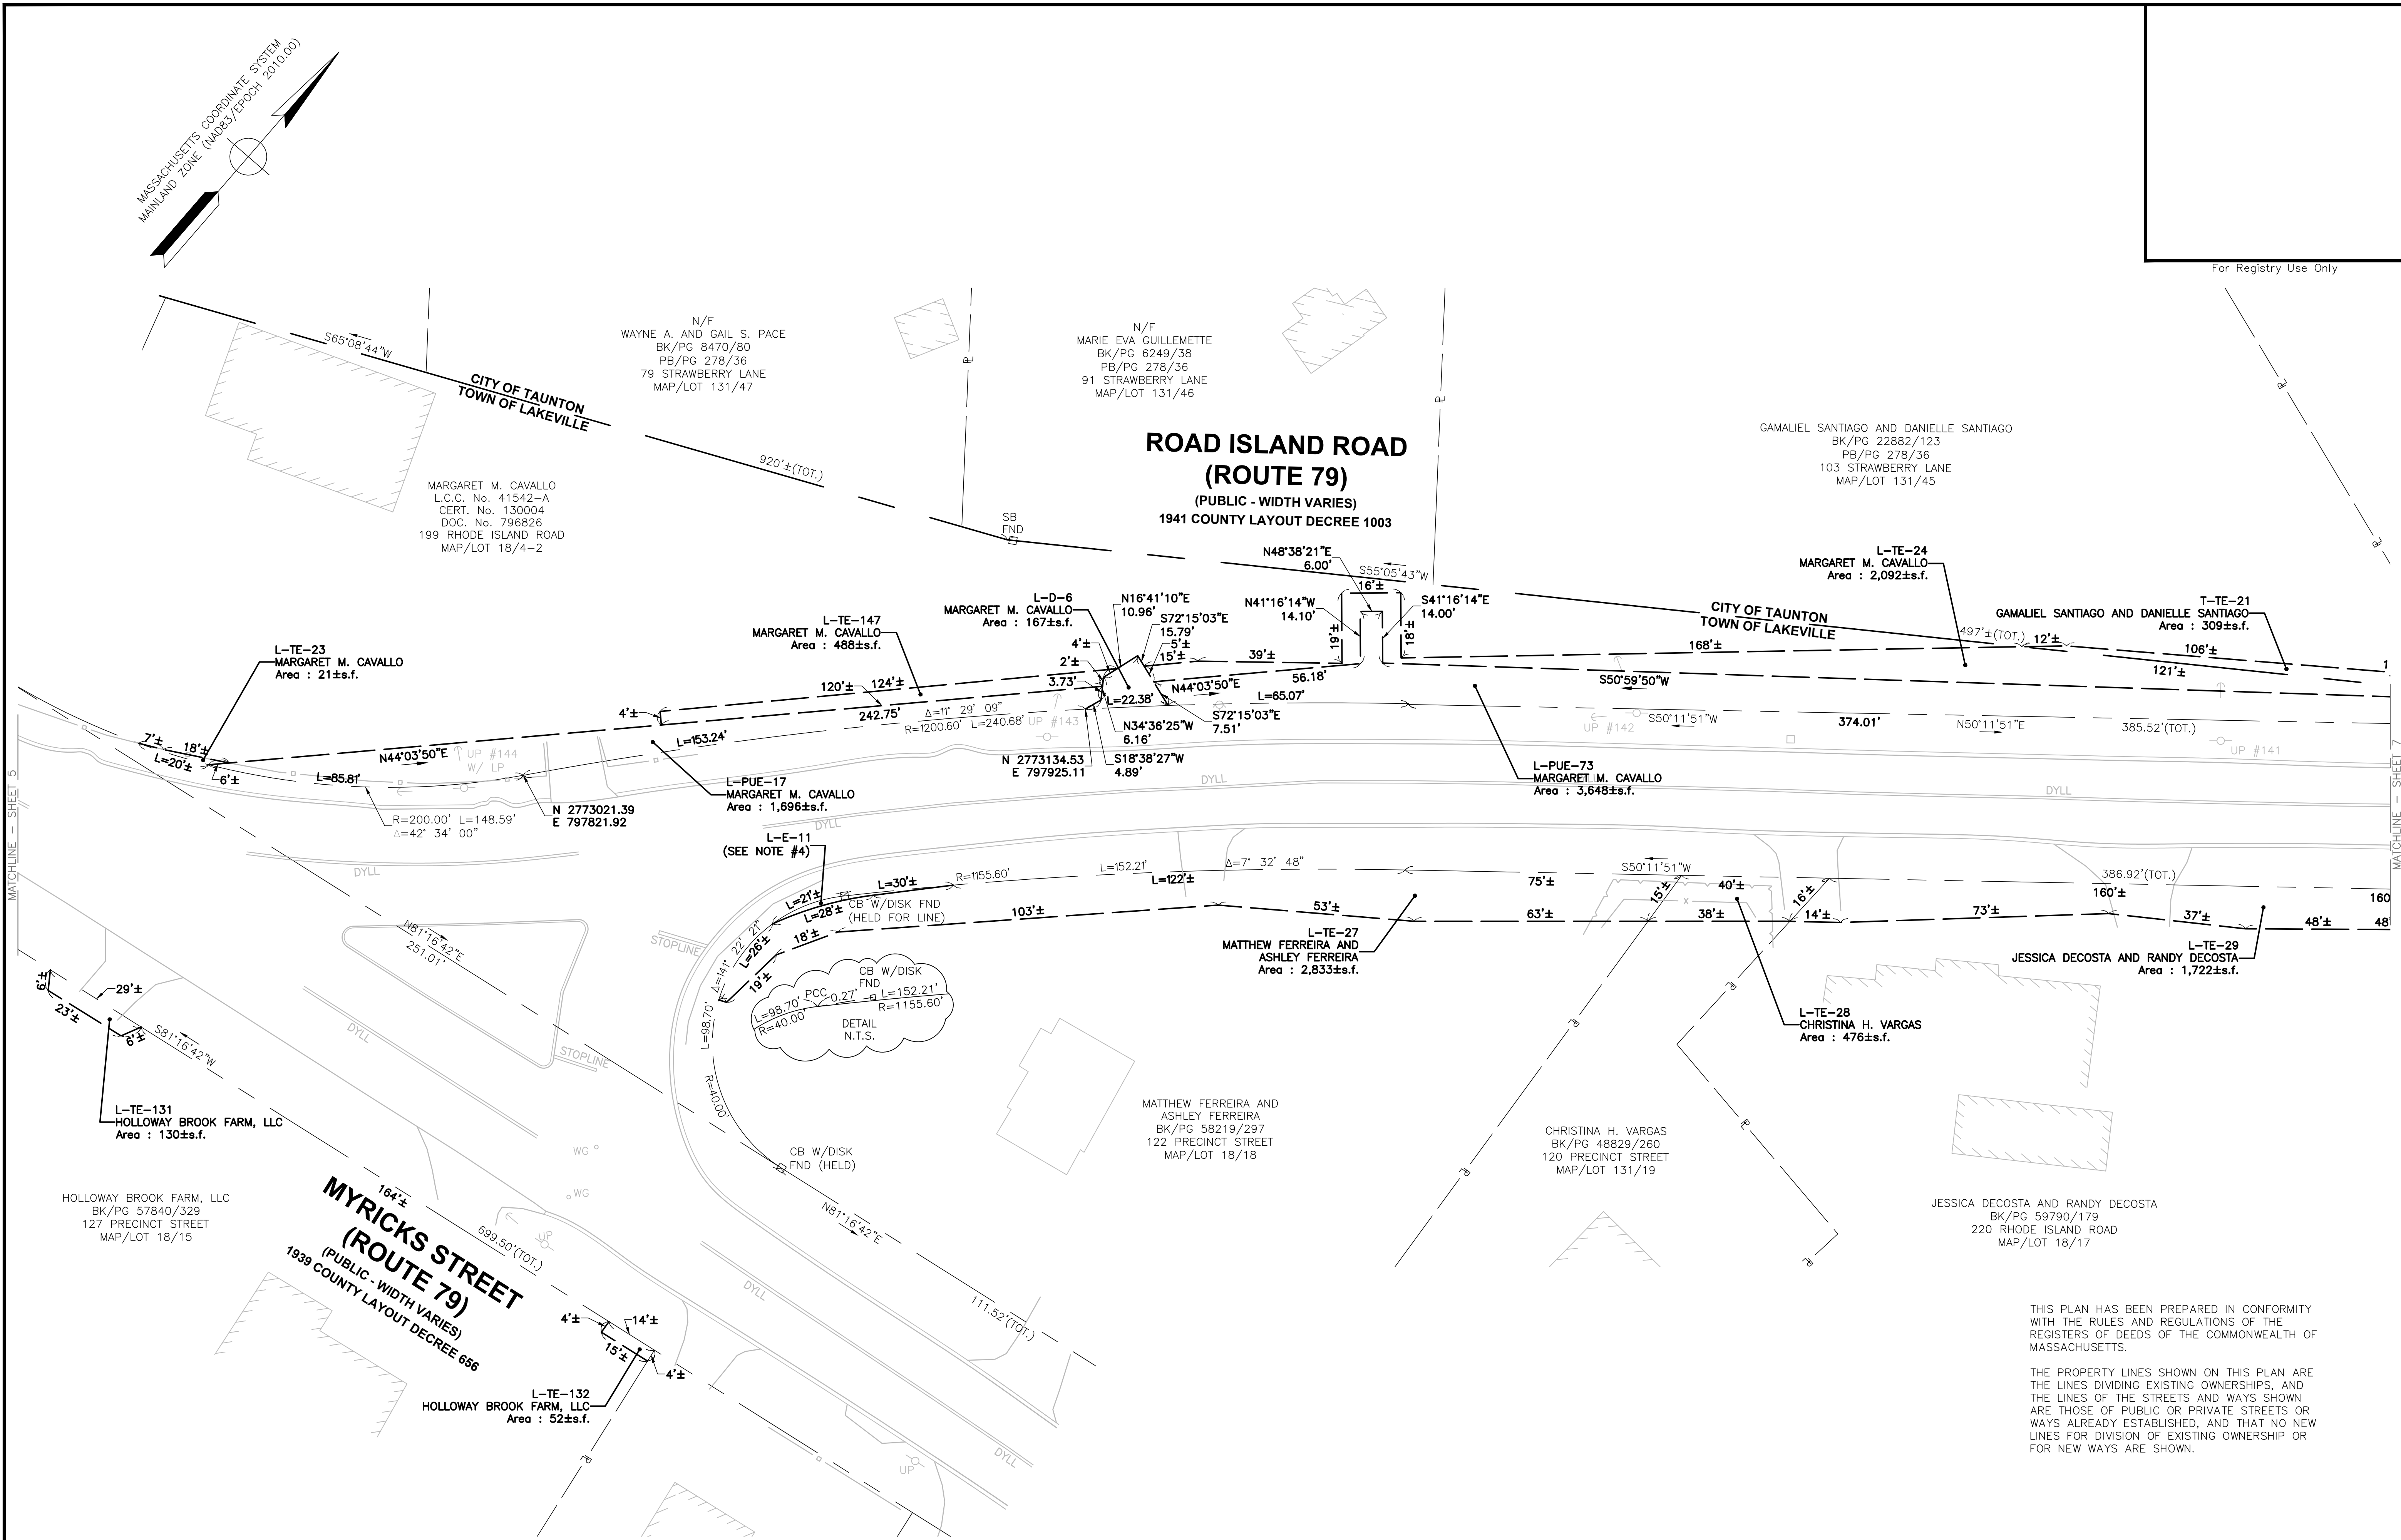 MASSACHUSETTS COORDINATE SYSTEM
MAINLAND ZONE (NAD83/EPOCH 2010.00)
For Registry Use Only
S65°08'44"W
CITY OF TAUNTON
TOWN OF LAKEVILLE
920'±(TOT.)
N/F
WAYNE A. AND GAIL S. PACE
BK/PG 8470/80
PB/PG 278/36
79 STRAWBERRY LANE
MAP/LOT 131/47
N/F
MARIE EVA GUILLEMETTE
BK/PG 6249/38
PB/PG 278/36
91 STRAWBERRY LANE
MAP/LOT 131/46
GAMALIEL SANTIAGO AND DANIELLE SANTIAGO
BK/PG 22882/123
PB/PG 278/36
103 STRAWBERRY LANE
MAP/LOT 131/45
MARGARET M. CAVALLO
L.C.C. No. 41542-A
CERT. No. 130004
DOC. No. 796826
199 RHODE ISLAND ROAD
MAP/LOT 18/4-2
ROAD ISLAND ROAD
(ROUTE 79)
(PUBLIC - WIDTH VARIES)
1941 COUNTY LAYOUT DECREE 1003
SB
FND
N48°38'21"E
6.00'
S55°05'43"W
16'±
N41°16'14"W
14.10'
S41°16'14"E
14.00'
19'±
18'±
L-TE-24
MARGARET M. CAVALLO
Area : 2,092±s.f.
CITY OF TAUNTON
TOWN OF LAKEVILLE
T-TE-21
GAMALIEL SANTIAGO AND DANIELLE SANTIAGO
Area : 309±s.f.
497'±(TOT.)
12'±
168'±
106'±
121'±
1
L-TE-23
MARGARET M. CAVALLO
Area : 21±s.f.
L-TE-147
MARGARET M. CAVALLO
Area : 488±s.f.
L-D-6
MARGARET M. CAVALLO
Area : 167±s.f.
N16°41'10"E
10.96'
S72°15'03"E
15.79'
4'±
2'±
3.73'
5'±
15'±
39'±
56.18'
N44°03'50"E
L=65.07'
S50°59'50"W
120'±
124'±
4'±
242.75'
Δ=11° 29' 09"
R=1200.60' L=240.68'
L=22.38'
UP #143
N34°36'25"W
6.16'
S72°15'03"E
7.51'
S18°38'27"W
4.89'
N 2773134.53
E 797925.11
UP #142
S50°11'51"W
374.01'
N50°11'51"E
385.52'(TOT.)
UP #141
7'±
18'±
L=20'±
6'±
N44°03'50"E
UP #144
W/ LP
L=85.81'
L=153.24'
R=200.00' L=148.59'
Δ=42° 34' 00"
N 2773021.39
E 797821.92
L-PUE-17
MARGARET M. CAVALLO
Area : 1,696±s.f.
L-PUE-73
MARGARET M. CAVALLO
Area : 3,648±s.f.
DYLL
DYLL
DYLL
DYLL
MATCHLINE - SHEET 5
MATCHLINE - SHEET 7
L-E-11
(SEE NOTE #4)
L=21'±
L=30'±
L=28'±
L=26'±
R=1155.60'
L=152.21'
Δ=7° 32' 48"
L=122'±
CB W/DISK FND
(HELD FOR LINE)
103'±
18'±
19'±
53'±
75'±
63'±
S50°11'51"W
40'±
15'±
x
38'±
16'±
14'±
386.92'(TOT.)
160'±
160
73'±
37'±
48'±
48'
L-TE-27
MATTHEW FERREIRA AND
ASHLEY FERREIRA
Area : 2,833±s.f.
L-TE-28
CHRISTINA H. VARGAS
Area : 476±s.f.
L-TE-29
JESSICA DECOSTA AND RANDY DECOSTA
Area : 1,722±s.f.
STOPLINE
STOPLINE
N81°16'42"E
251.01'
Δ=141° 22' 21"
L=98.70'
R=40.00'
CB W/DISK
FND
L=98.70'
PCC
0.27'
L=152.21'
R=40.00'
R=1155.60'
DETAIL
N.T.S.
CB W/DISK
FND (HELD)
6'±
29'±
23'±
6'±
7'±
S81°16'42"W
DYLL
L-TE-131
HOLLOWAY BROOK FARM, LLC
Area : 130±s.f.
HOLLOWAY BROOK FARM, LLC
BK/PG 57840/329
127 PRECINCT STREET
MAP/LOT 18/15
164'±
699.50'(TOT.)
MYRICKS STREET
(ROUTE 79)
(PUBLIC - WIDTH VARIES)
1939 COUNTY LAYOUT DECREE 656
WG
WG
UP
4'±
14'±
15'±
4'±
L-TE-132
HOLLOWAY BROOK FARM, LLC
Area : 52±s.f.
DYLL
DYLL
UP
N81°16'42"E
111.52'(TOT.)
MATTHEW FERREIRA AND
ASHLEY FERREIRA
BK/PG 58219/297
122 PRECINCT STREET
MAP/LOT 18/18
CHRISTINA H. VARGAS
BK/PG 48829/260
120 PRECINCT STREET
MAP/LOT 131/19
JESSICA DECOSTA AND RANDY DECOSTA
BK/PG 59790/179
220 RHODE ISLAND ROAD
MAP/LOT 18/17
THIS PLAN HAS BEEN PREPARED IN CONFORMITY
WITH THE RULES AND REGULATIONS OF THE
REGISTERS OF DEEDS OF THE COMMONWEALTH OF
MASSACHUSETTS.
THE PROPERTY LINES SHOWN ON THIS PLAN ARE
THE LINES DIVIDING EXISTING OWNERSHIPS, AND
THE LINES OF THE STREETS AND WAYS SHOWN
ARE THOSE OF PUBLIC OR PRIVATE STREETS OR
WAYS ALREADY ESTABLISHED, AND THAT NO NEW
LINES FOR DIVISION OF EXISTING OWNERSHIP OR
FOR NEW WAYS ARE SHOWN.